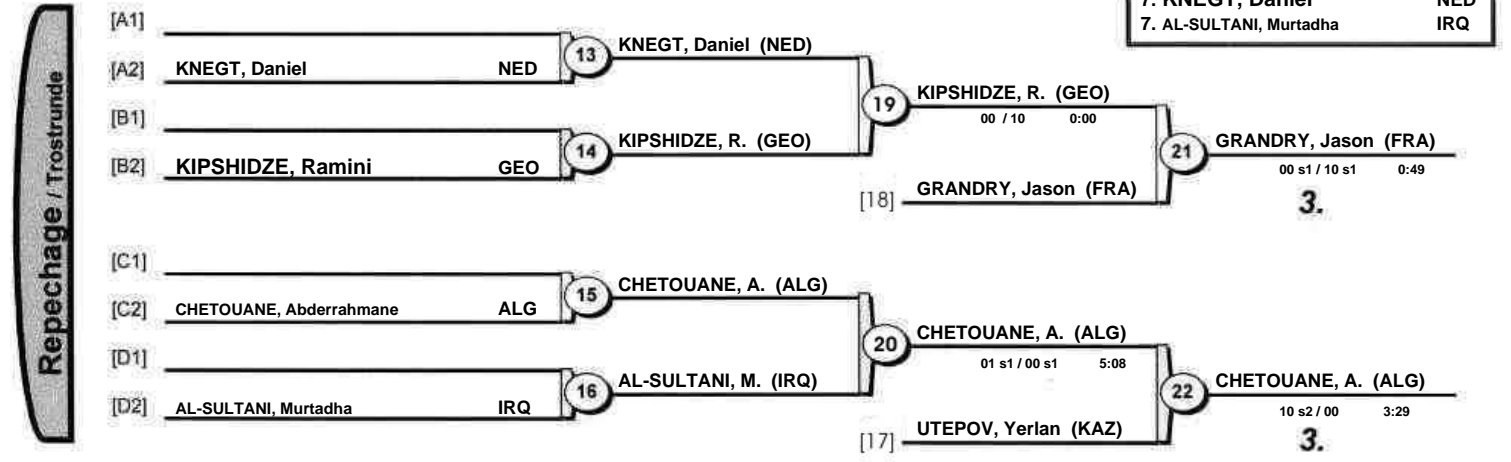 7. KNEGT, Daniel NED
7. AL-SULTANI, Murtadha IRQ
Repechage / Trostrunde
[A1]
[A2] KNEGT, Daniel NED
13
KNEGT, Daniel (NED)
[B1]
[B2] KIPSHIDZE, Ramini GEO
14
KIPSHIDZE, R. (GEO)
19
KIPSHIDZE, R. (GEO)
00 / 10 0:00
[18] GRANDRY, Jason (FRA)
21
GRANDRY, Jason (FRA)
00 s1 / 10 s1 0:49
3.
[C1]
[C2] CHETOUANE, Abderrahmane ALG
15
CHETOUANE, A. (ALG)
[D1]
[D2] AL-SULTANI, Murtadha IRQ
16
AL-SULTANI, M. (IRQ)
20
CHETOUANE, A. (ALG)
01 s1 / 00 s1 5:08
[17] UTEPOV, Yerlan (KAZ)
22
CHETOUANE, A. (ALG)
10 s2 / 00 3:29
3.